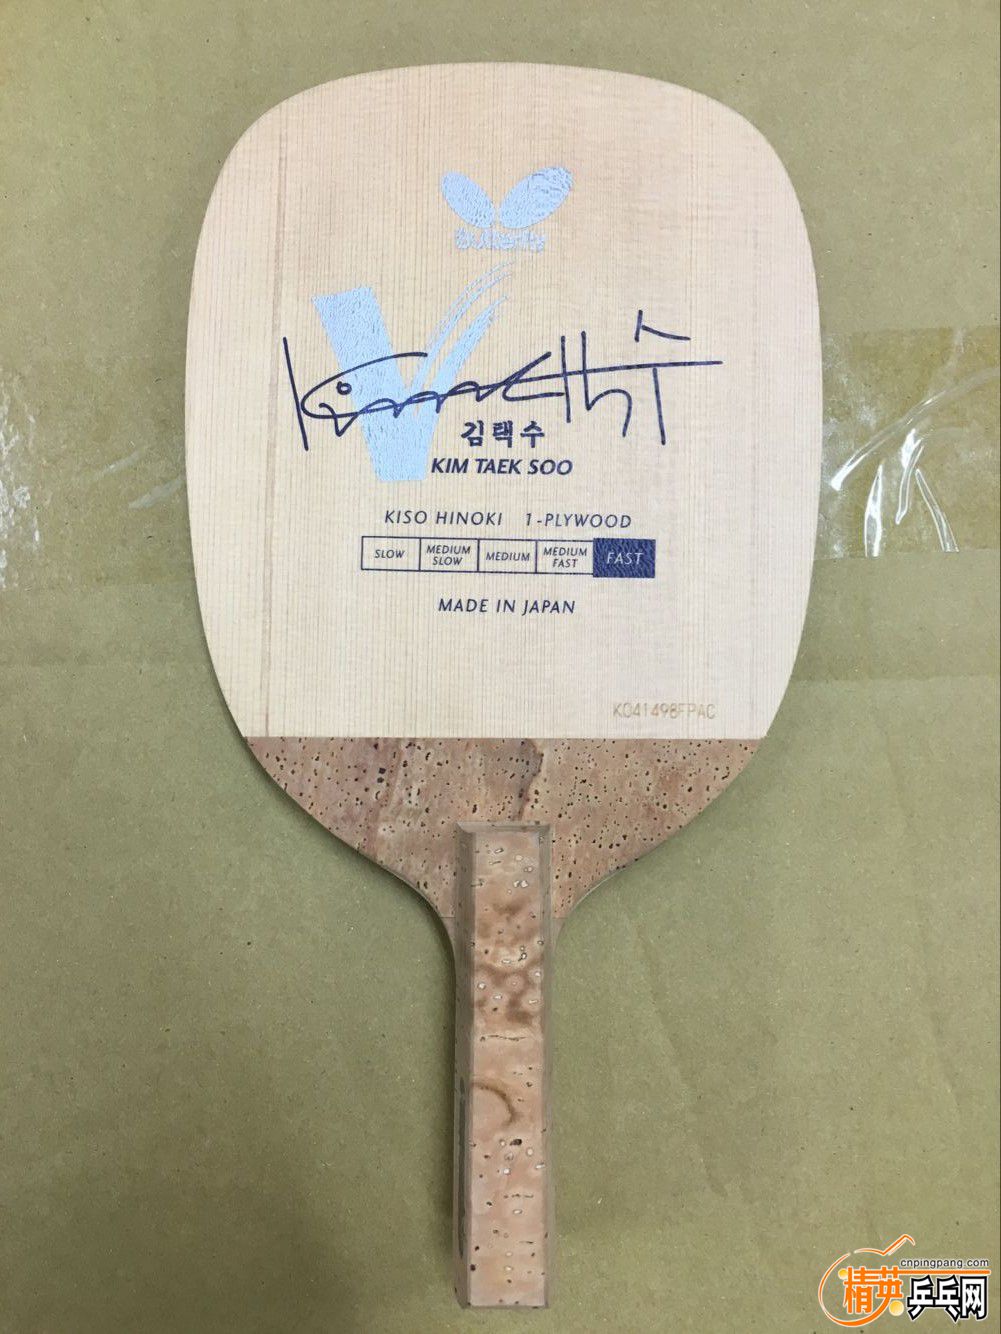 Butterfly
김택수
KIM TAEK SOO
KISO HINOKI 1-PLYWOOD
SLOW
MEDIUM SLOW
MEDIUM
MEDIUM FAST
FAST
MADE IN JAPAN
K041498FPAC
cnpingpang.com
精英乒乓网